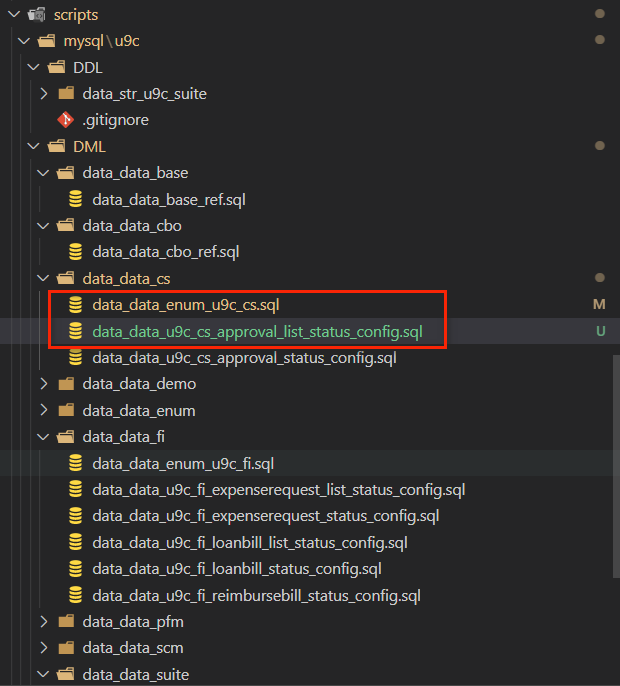 scripts
mysql\u9c
DDL
data_str_u9c_suite
.gitignore
DML
data_data_base
data_data_base_ref.sql
data_data_cbo
data_data_cbo_ref.sql
data_data_cs
data_data_enum_u9c_cs.sql M
data_data_u9c_cs_approval_list_status_config.sql U
data_data_u9c_cs_approval_status_config.sql
data_data_demo
data_data_enum
data_data_fi
data_data_enum_u9c_fi.sql
data_data_u9c_fi_expenserequest_list_status_config.sql
data_data_u9c_fi_expenserequest_status_config.sql
data_data_u9c_fi_loanbill_list_status_config.sql
data_data_u9c_fi_loanbill_status_config.sql
data_data_u9c_fi_reimbursebill_status_config.sql
data_data_pfm
data_data_scm
data_data_suite